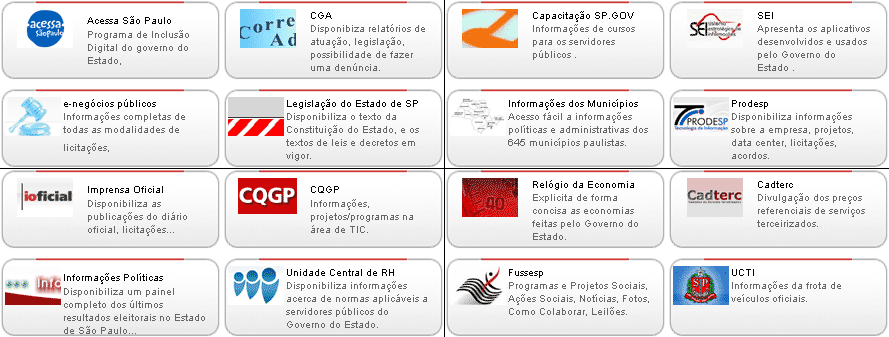 acessa
SãoPaulo
Acessa São Paulo
Programa de Inclusão
Digital do governo do
Estado,
Corre
Ad
CGA
Disponibiza relatórios de
atuação, legislação,
possibilidade de fazer
uma denúncia.
Capacitação SP.GOV
Informações de cursos
para os servidores
públicos .
SEI
SEI
Apresenta os aplicativos
desenvolvidos e usados
pelo Governo do
Estado .
e-negócios públicos
Informações completas de
todas as modalidades de
licitações,
Legislação do Estado de SP
Disponibiliza o texto da
Constituição do Estado, e os
textos de leis e decretos em
vigor.
Informações dos Municípios
Acesso fácil a informações
políticas e administrativas dos
645 municípios paulistas.
PRODESP
Tecnologia da Informação
Prodesp
Disponibiliza informações
sobre a empresa, projetos,
data center, licitações,
acordos.
ioficial
Imprensa Oficial
Disponibiliza as
publicações do diário
oficial, licitações...
CQGP
CQGP
Informações,
projetos/programas na
área de TIC.
40
Relógio da Economia
Explicita de forma
concisa as economias
feitas pelo Governo do
Estado.
Cadterc
Cadterc
Divulgação dos preços
referenciais de serviços
terceirizados.
Info
Informações Políticas
Disponibiliza um painel
completo dos últimos
resultados eleitorais no Estado
de São Paulo...
Unidade Central de RH
Disponibiliza informações
acerca de normas aplicáveis a
servidores públicos do
Governo do Estado.
Fussesp
Programas e Projetos Sociais,
Ações Sociais, Notícias, Fotos,
Como Colaborar, Leilões.
SP
UCTI
Informações da frota de
veículos oficiais.